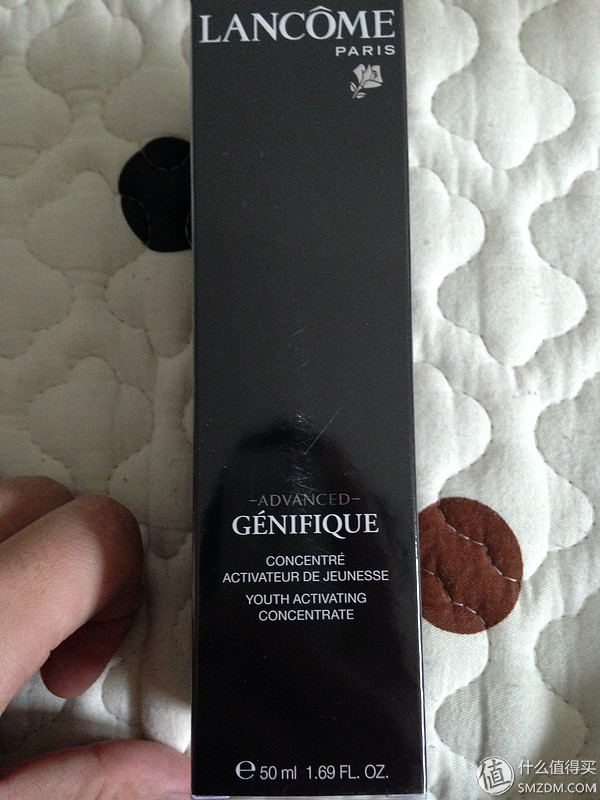 LANCÔME
PARIS
-ADVANCED-
GÉNIFIQUE
CONCENTRÉ
ACTIVATEUR DE JEUNESSE
YOUTH ACTIVATING
CONCENTRATE
℮ 50 ml 1.69 FL. OZ.
值 什么值得买
SMZDM.COM